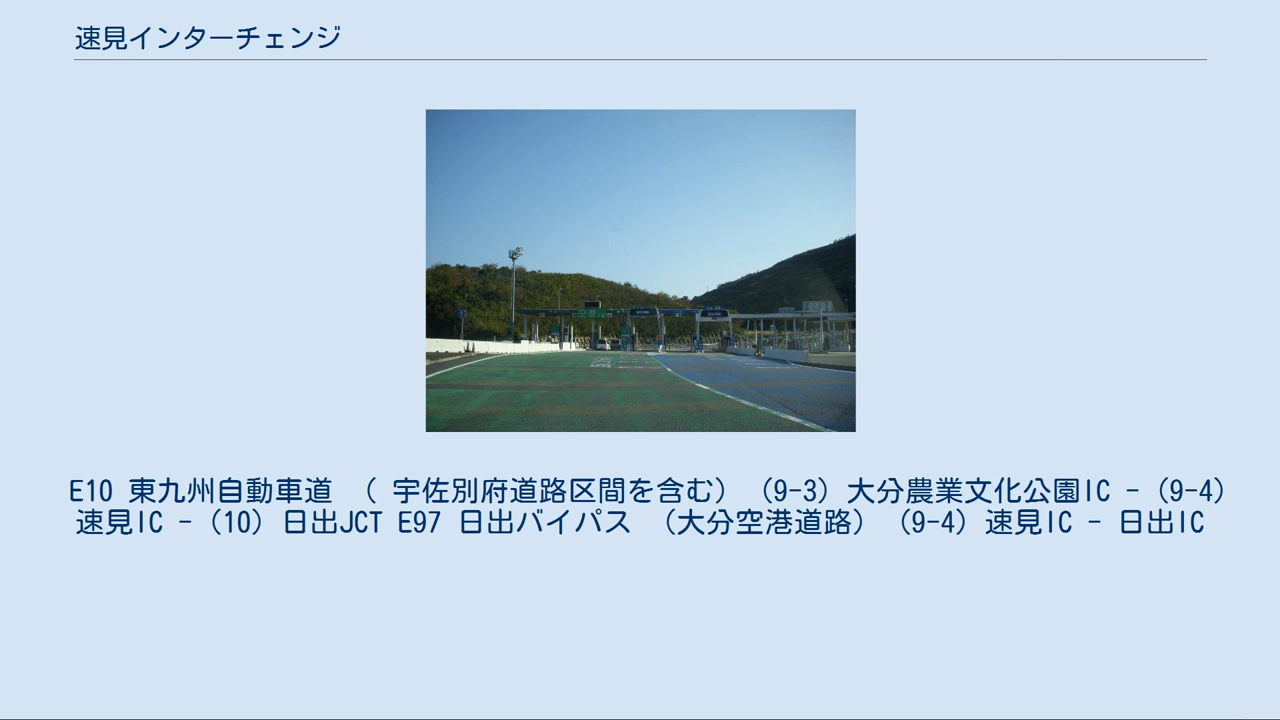 速見インターチェンジ
E10 東九州自動車道 （ 宇佐別府道路区間を含む） （9-3）大分農業文化公園IC - （9-4）
速見IC - （10）日出JCT E97 日出バイパス （大分空港道路） （9-4）速見IC - 日出IC